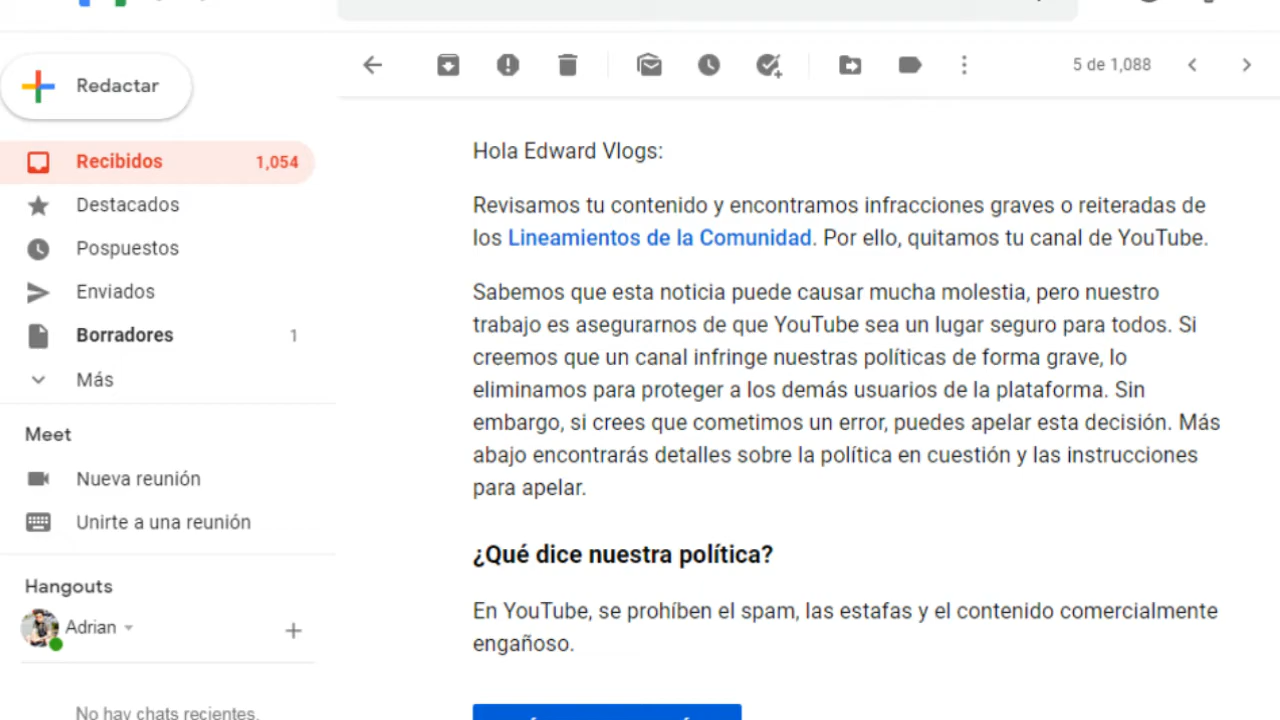 Redactar
5 de 1,088
Recibidos 1,054
Destacados
Pospuestos
Enviados
Borradores 1
Más
Meet
Nueva reunión
Unirte a una reunión
Hangouts
Adrian
No hay chats recientes.
Hola Edward Vlogs:
Revisamos tu contenido y encontramos infracciones graves o reiteradas de
los Lineamientos de la Comunidad. Por ello, quitamos tu canal de YouTube.
Sabemos que esta noticia puede causar mucha molestia, pero nuestro
trabajo es asegurarnos de que YouTube sea un lugar seguro para todos. Si
creemos que un canal infringe nuestras políticas de forma grave, lo
eliminamos para proteger a los demás usuarios de la plataforma. Sin
embargo, si crees que cometimos un error, puedes apelar esta decisión. Más
abajo encontrarás detalles sobre la política en cuestión y las instrucciones
para apelar.
¿Qué dice nuestra política?
En YouTube, se prohíben el spam, las estafas y el contenido comercialmente
engañoso.